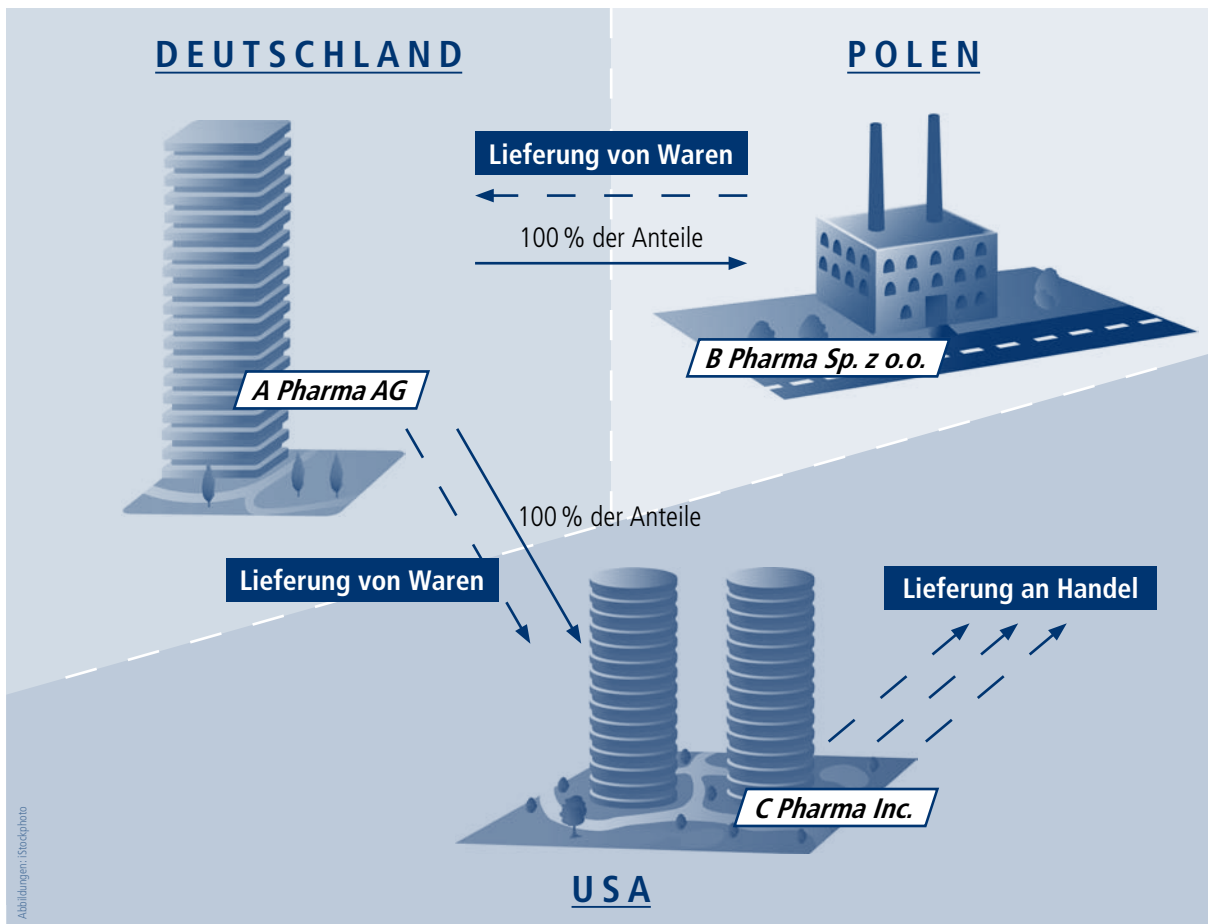 DEUTSCHLAND
POLEN
Lieferung von Waren
100 % der Anteile
B Pharma Sp. z o.o.
A Pharma AG
100 % der Anteile
Lieferung von Waren
Lieferung an Handel
C Pharma Inc.
USA
Abbildungen: iStockphoto